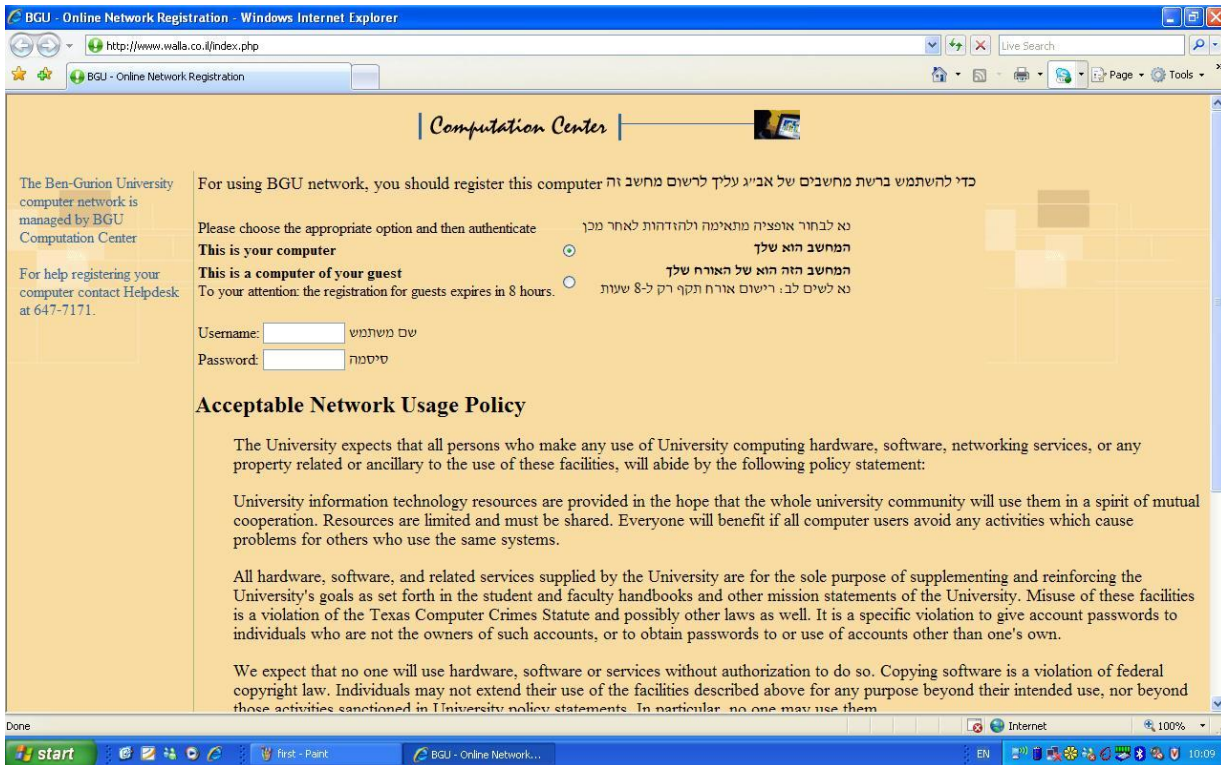 BGU - Online Network Registration - Windows Internet Explorer
http://www.walla.co.il/index.php
Live Search
BGU - Online Network Registration
Page
Tools
Computation Center
The Ben-Gurion University
computer network is
managed by BGU
Computation Center
For help registering your
computer contact Helpdesk
at 647-7171.
For using BGU network, you should register this computer כדי להשתמש ברשת מחשבים של אב״ג עליך לרשום מחשב זה
Please choose the appropriate option and then authenticate נא לבחור אופציה מתאימה ולהזדהות לאחר מכן
This is your computer המחשב הוא שלך
This is a computer of your guest המחשב הזה הוא של האורח שלך
To your attention: the registration for guests expires in 8 hours. נא לשים לב: רישום אורח תקף רק ל-8 שעות
Username: שם משתמש
Password: סיסמה
Acceptable Network Usage Policy
The University expects that all persons who make any use of University computing hardware, software, networking services, or any
property related or ancillary to the use of these facilities, will abide by the following policy statement:
University information technology resources are provided in the hope that the whole university community will use them in a spirit of mutual
cooperation. Resources are limited and must be shared. Everyone will benefit if all computer users avoid any activities which cause
problems for others who use the same systems.
All hardware, software, and related services supplied by the University are for the sole purpose of supplementing and reinforcing the
University's goals as set forth in the student and faculty handbooks and other mission statements of the University. Misuse of these facilities
is a violation of the Texas Computer Crimes Statute and possibly other laws as well. It is a specific violation to give account passwords to
individuals who are not the owners of such accounts, or to obtain passwords to or use of accounts other than one's own.
We expect that no one will use hardware, software or services without authorization to do so. Copying software is a violation of federal
copyright law. Individuals may not extend their use of the facilities described above for any purpose beyond their intended use, nor beyond
those activities sanctioned in University policy statements. In particular, no one may use them
Done
Internet
100%
start
first - Paint
BGU - Online Network...
EN
10:09